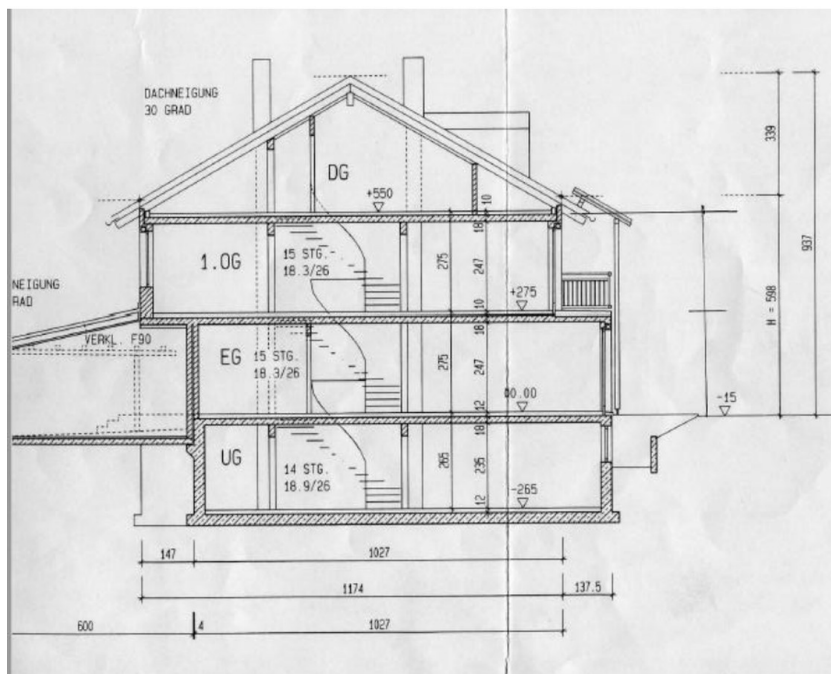 DACHNEIGUNG
30 GRAD
DG
+550
10
339
937
H = 598
1.OG
15 STG.
18.3/26
275
18
247
10
+275
NEIGUNG
RAD
VERKL. F90
EG
15 STG.
18.3/26
275
18
247
12
00.00
-15
UG
14 STG.
18.9/26
265
18
235
12
-265
147
1027
1174
137.5
600
4
1027